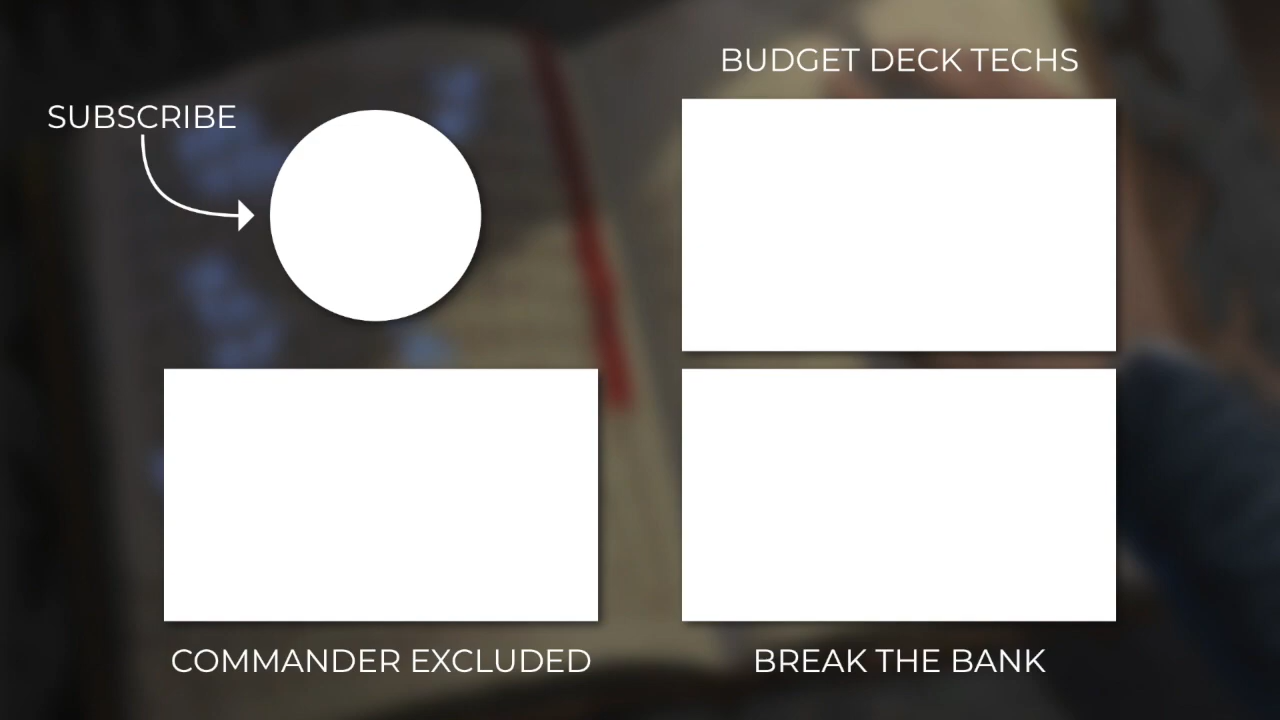 BUDGET DECK TECHS
SUBSCRIBE
COMMANDER EXCLUDED
BREAK THE BANK